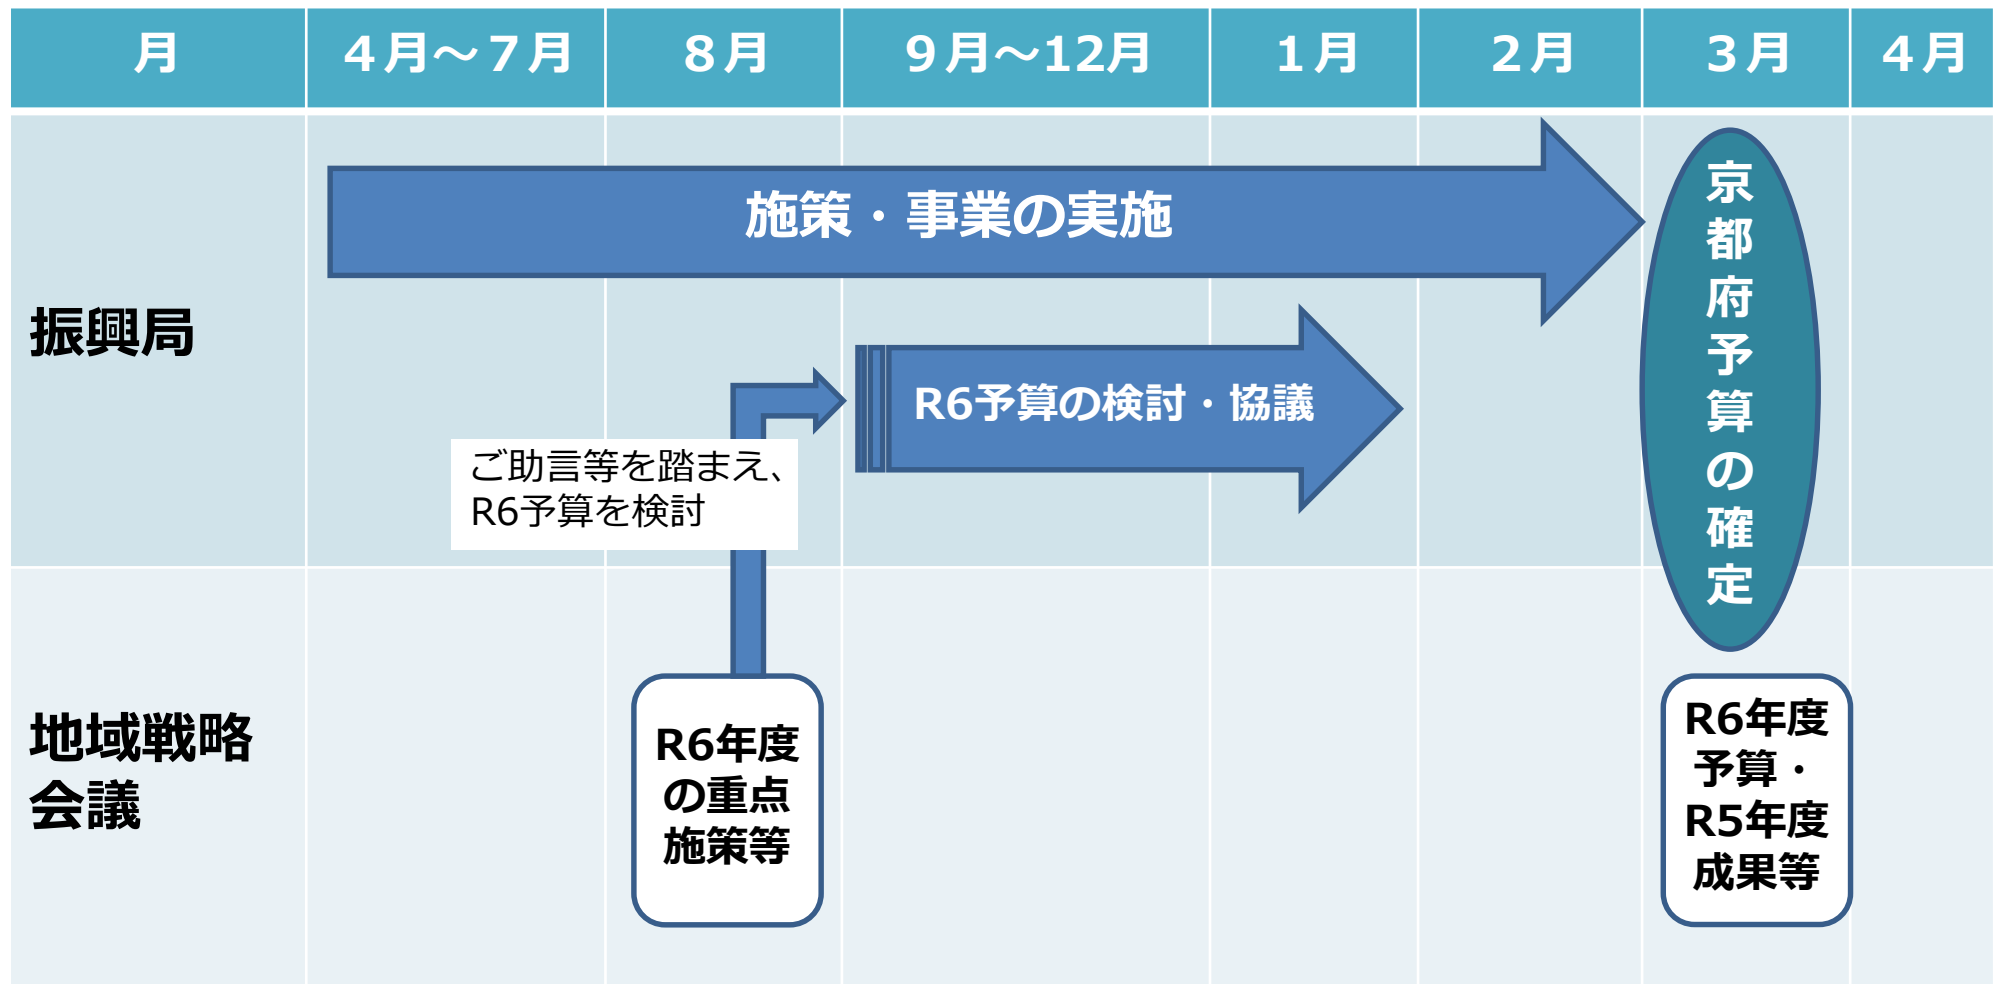 月
４月～７月
８月
９月～12月
１月
２月
３月
４月
振興局
施策・事業の実施
R6予算の検討・協議
ご助言等を踏まえ、
R6予算を検討
京都府予算の確定
地域戦略
会議
R6年度
の重点
施策等
R6年度
予算・
R5年度
成果等